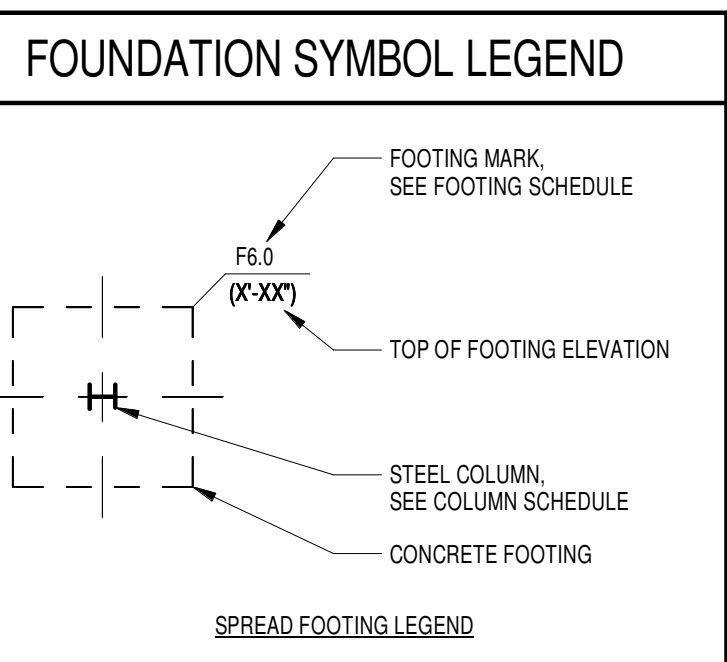 FOUNDATION SYMBOL LEGEND
FOOTING MARK,
SEE FOOTING SCHEDULE
F6.0
(X'-XX")
TOP OF FOOTING ELEVATION
STEEL COLUMN,
SEE COLUMN SCHEDULE
CONCRETE FOOTING
SPREAD FOOTING LEGEND